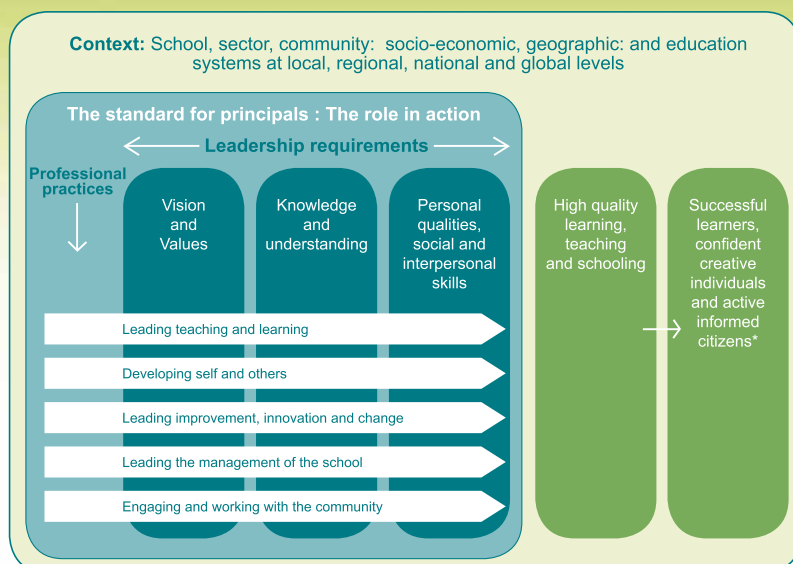 Context: School, sector, community: socio-economic, geographic: and education
systems at local, regional, national and global levels
The standard for principals : The role in action
Leadership requirements
Professional
practices
Vision
and
Values
Knowledge
and
understanding
Personal
qualities,
social and
interpersonal
skills
High quality
learning,
teaching
and schooling
Successful
learners,
confident
creative
individuals
and active
informed
citizens*
Leading teaching and learning
Developing self and others
Leading improvement, innovation and change
Leading the management of the school
Engaging and working with the community